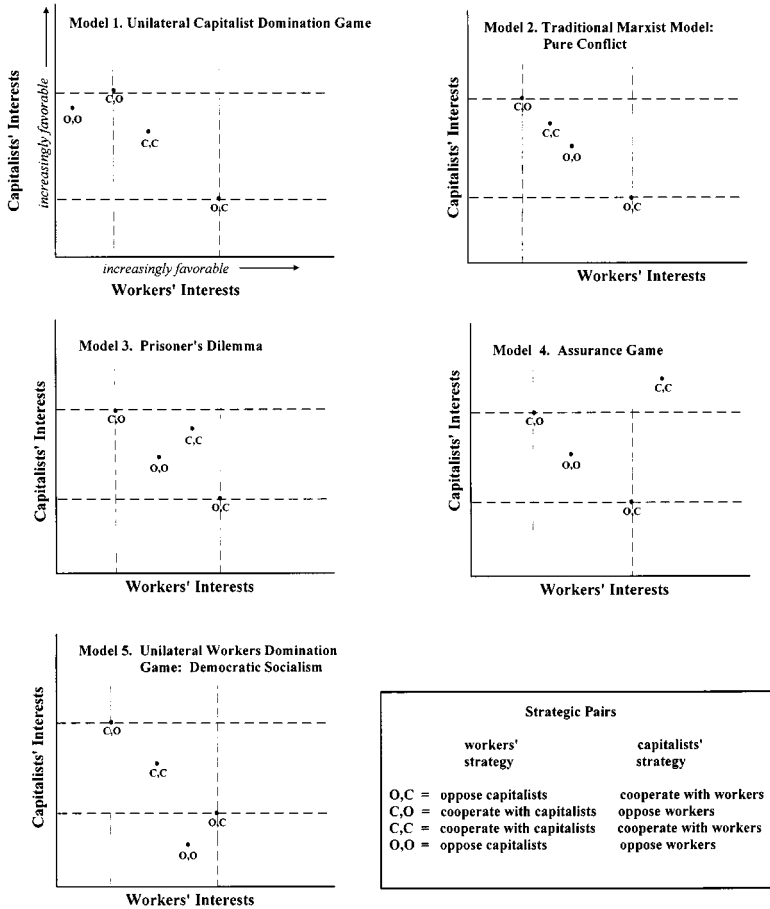 Model 1. Unilateral Capitalist Domination Game
Capitalists' Interests
increasingly favorable
O,O
C,O
C,C
O,C
increasingly favorable
Workers' Interests
Model 2. Traditional Marxist Model:
Pure Conflict
Capitalists' Interests
C,O
C,C
O,O
O,C
Workers' Interests
Model 3. Prisoner's Dilemma
Capitalists' Interests
C,O
C,C
O,O
O,C
Workers' Interests
Model 4. Assurance Game
Capitalists' Interests
C,C
C,O
O,O
O,C
Workers' Interests
Model 5. Unilateral Workers Domination
Game: Democratic Socialism
Capitalists' Interests
C,O
C,C
O,C
O,O
Workers' Interests
Strategic Pairs
workers' capitalists'
strategy strategy
O,C = oppose capitalists cooperate with workers
C,O = cooperate with capitalists oppose workers
C,C = cooperate with capitalists cooperate with workers
O,O = oppose capitalists oppose workers